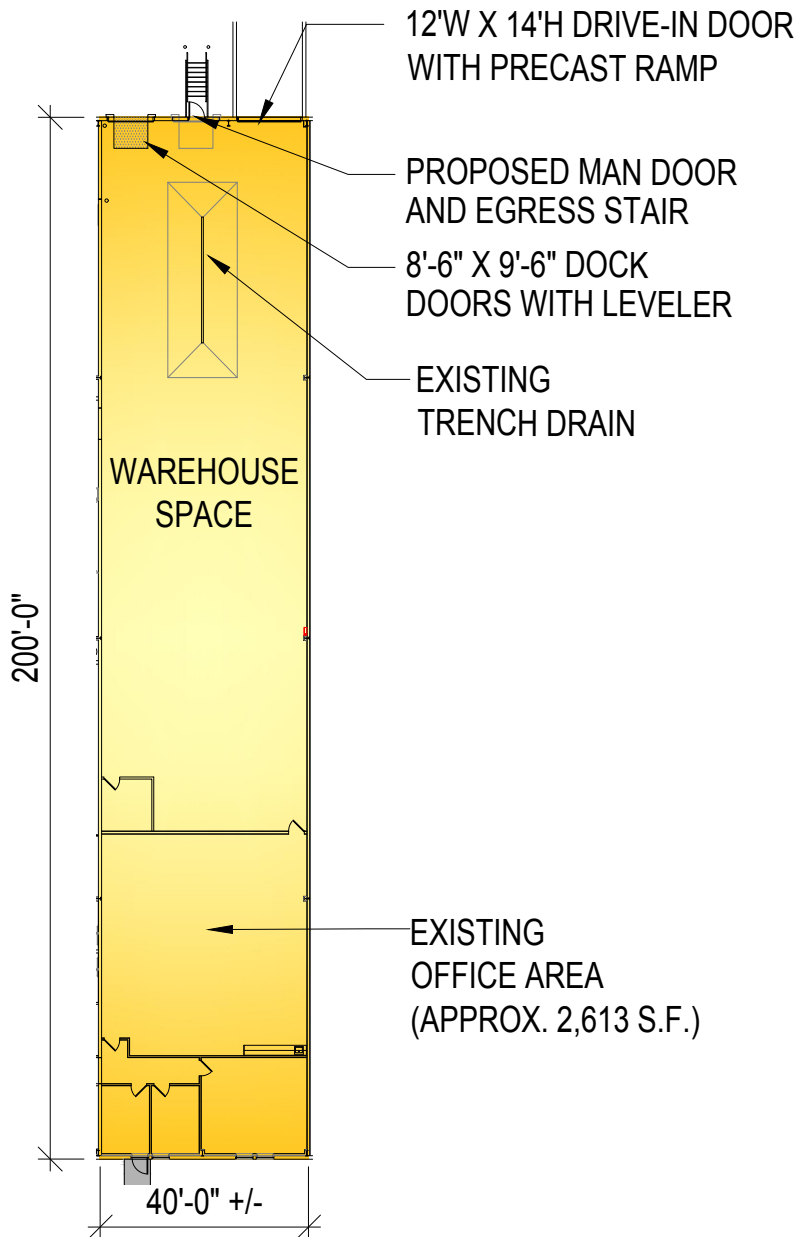 12'W X 14'H DRIVE-IN DOOR
WITH PRECAST RAMP
PROPOSED MAN DOOR
AND EGRESS STAIR
8'-6" X 9'-6" DOCK
DOORS WITH LEVELER
EXISTING
TRENCH DRAIN
WAREHOUSE
SPACE
200'-0"
EXISTING
OFFICE AREA
(APPROX. 2,613 S.F.)
40'-0" +/-